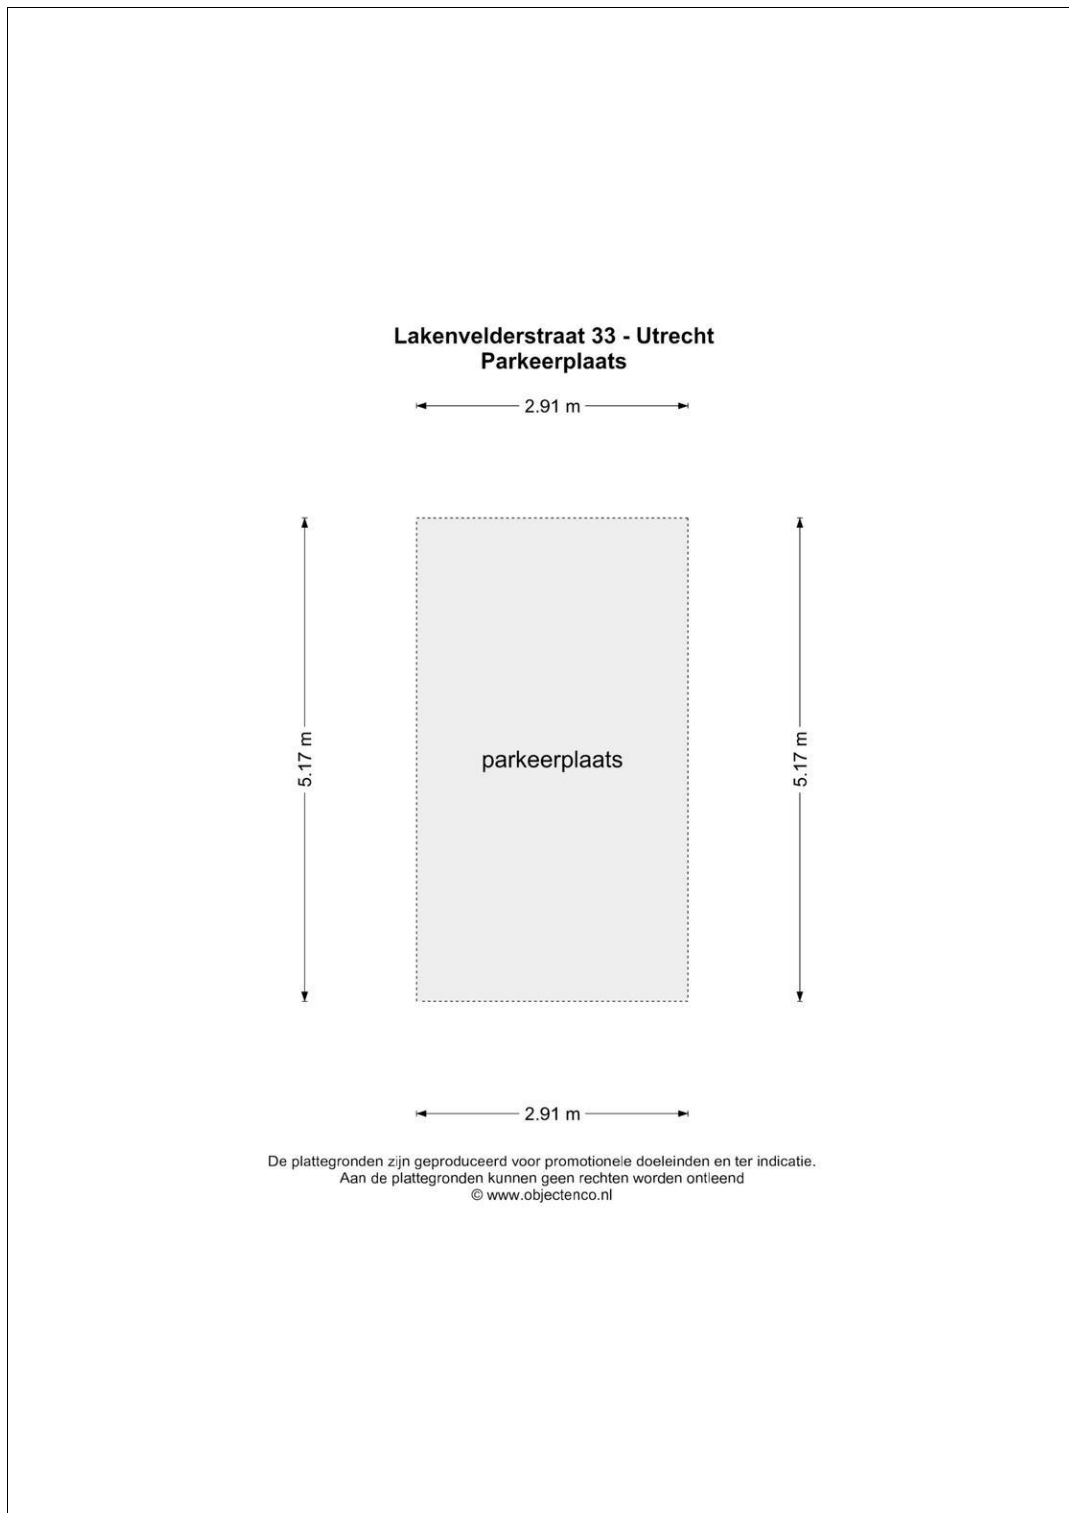 Lakenvelderstraat 33 - Utrecht
Parkeerplaats
2.91 m
5.17 m
parkeerplaats
5.17 m
2.91 m
De plattegronden zijn geproduceerd voor promotionele doeleinden en ter indicatie.
Aan de plattegronden kunnen geen rechten worden ontleend
© www.objectenco.nl